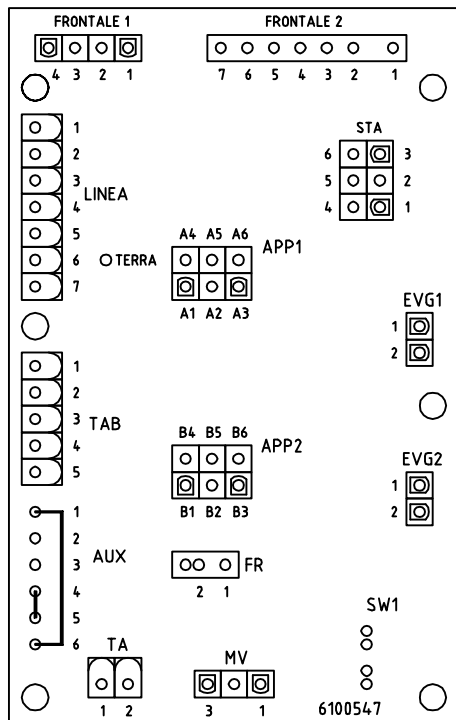 FRONTALE 1 FRONTALE 2
4 3 2 1 7 6 5 4 3 2 1
STA
6 3
5 2
4 1
1
2
3
4
5
6
7
LINEA
TERRA
A4 A5 A6
APP1
A1 A2 A3
EVG1
1
2
1
2
3
4
5
TAB
B4 B5 B6
APP2
B1 B2 B3
EVG2
1
2
1
2
3
4
5
6
AUX
FR
2 1
SW1
TA
1 2
MV
3 1
6100547